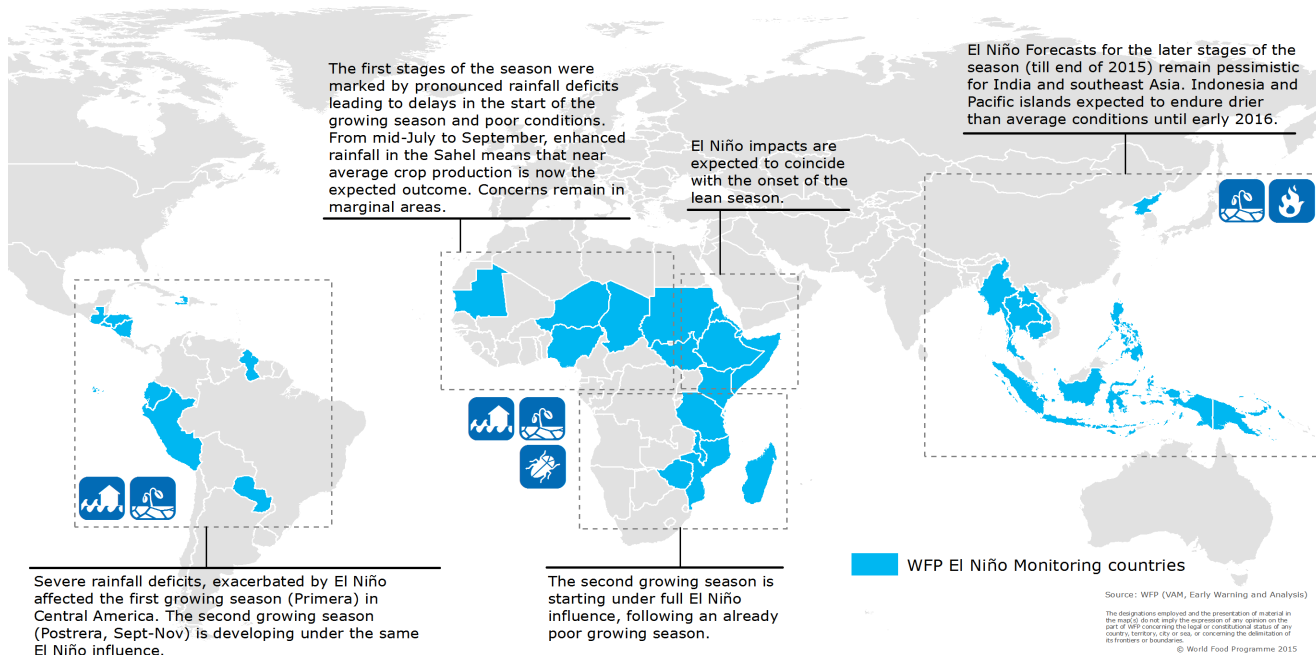 The first stages of the season were
marked by pronounced rainfall deficits
leading to delays in the start of the
growing season and poor conditions.
From mid-July to September, enhanced
rainfall in the Sahel means that near
average crop production is now the
expected outcome. Concerns remain in
marginal areas.
El Niño impacts are
expected to coincide
with the onset of the
lean season.
El Niño Forecasts for the later stages of the
season (till end of 2015) remain pessimistic
for India and southeast Asia. Indonesia and
Pacific islands expected to endure drier
than average conditions until early 2016.
Severe rainfall deficits, exacerbated by El Niño
affected the first growing season (Primera) in
Central America. The second growing season
(Postrera, Sept-Nov) is developing under the same
El Niño influence.
The second growing season is
starting under full El Niño
influence, following an already
poor growing season.
WFP El Niño Monitoring countries
Source: WFP (VAM, Early Warning and Analysis)
The designations employed and the presentation of material in
the map(s) do not imply the expression of any opinion on the
part of WFP concerning the legal or constitutional status of any
country, territory, city or sea, or concerning the delimitation of
its frontiers or boundaries.
© World Food Programme 2015